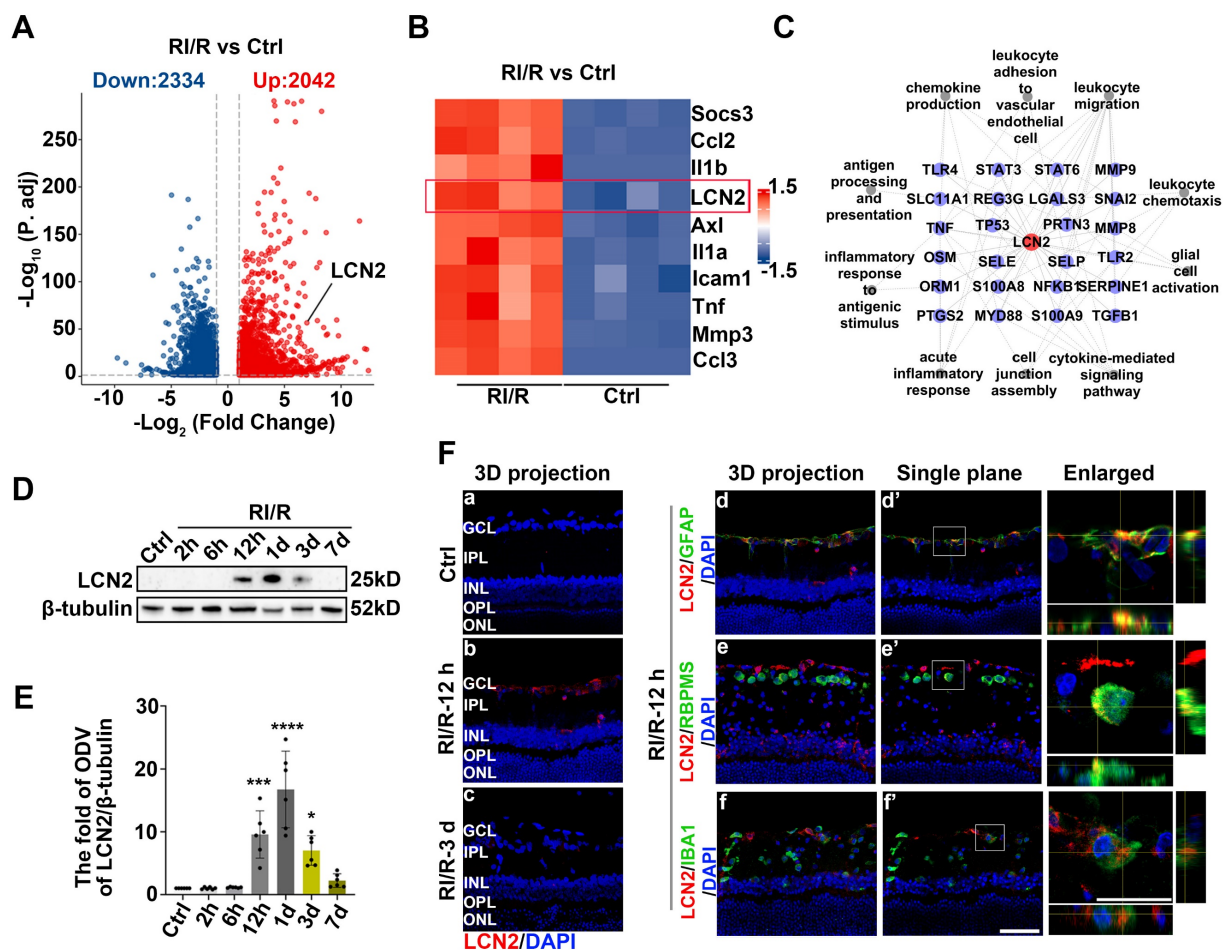 A
RI/R vs Ctrl
Down:2334
Up:2042
250
200
150
100
50
0
-Log10 (P. adj)
LCN2
-10
-5
0
5
10
-Log2 (Fold Change)
B
RI/R vs Ctrl
Socs3
Ccl2
Il1b
LCN2
Axl
Il1a
Icam1
Tnf
Mmp3
Ccl3
1.5
-1.5
RI/R
Ctrl
C
chemokine
production
leukocyte
adhesion
to
vascular
endothelial
cell
leukocyte
migration
antigen
processing
and
presentation
leukocyte
chemotaxis
inflammatory
response
to
antigenic
stimulus
glial
cell
activation
TLR4 STAT3 STAT6 MMP9
SLC11A1 REG3G LGALS3 SNAI2
TNF TP53 PRTN3 MMP8
LCN2
OSM SELE SELP TLR2
ORM1 S100A8 NFKB1 SERPINE1
PTGS2 MYD88 S100A9 TGFB1
acute
inflammatory
response
cell
junction
assembly
cytokine-mediated
signaling
pathway
D
RI/R
Ctrl 2h 6h 12h 1d 3d 7d
LCN2
25kD
β-tubulin
52kD
E
The fold of ODV
of LCN2/β-tubulin
30
20
10
0
***
****
*
Ctrl 2h 6h 12h 1d 3d 7d
F
3D projection
3D projection
Single plane
Enlarged
Ctrl
a
GCL
IPL
INL
OPL
ONL
RI/R-12 h
b
GCL
IPL
INL
OPL
ONL
RI/R-3 d
c
GCL
IPL
INL
OPL
ONL
LCN2/DAPI
RI/R-12 h
LCN2/GFAP
/DAPI
d
d'
LCN2/RBPMS
/DAPI
e
e'
LCN2/IBA1
/DAPI
f
f'